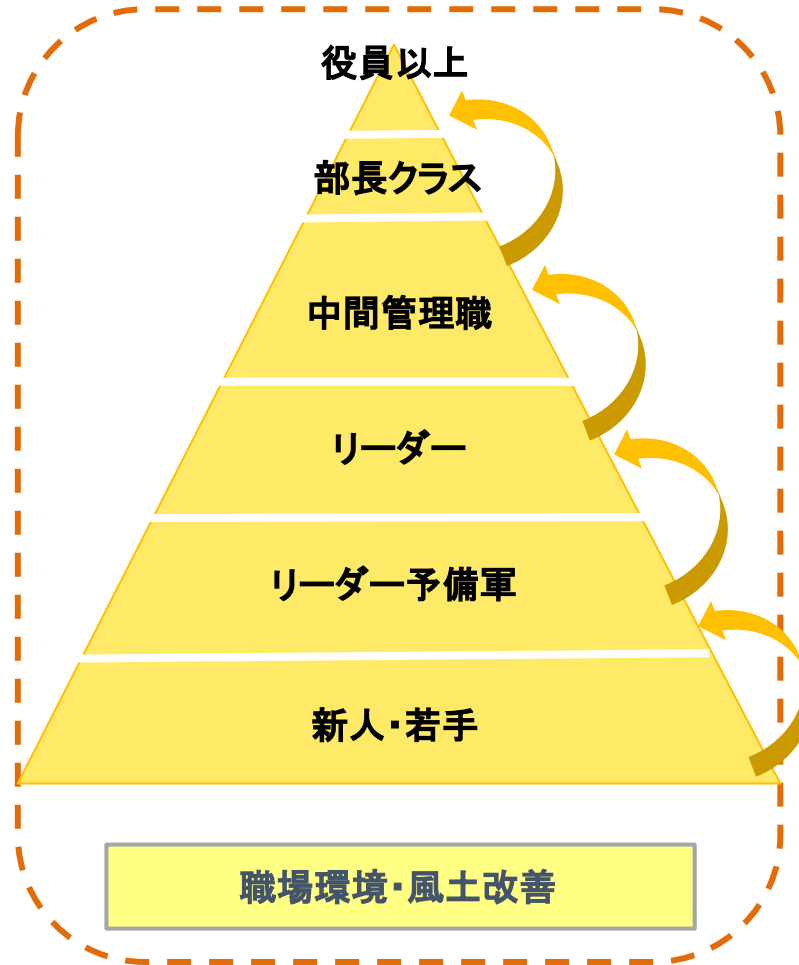 役員以上
部長クラス
中間管理職
リーダー
リーダー予備軍
新人・若手
職場環境・風土改善